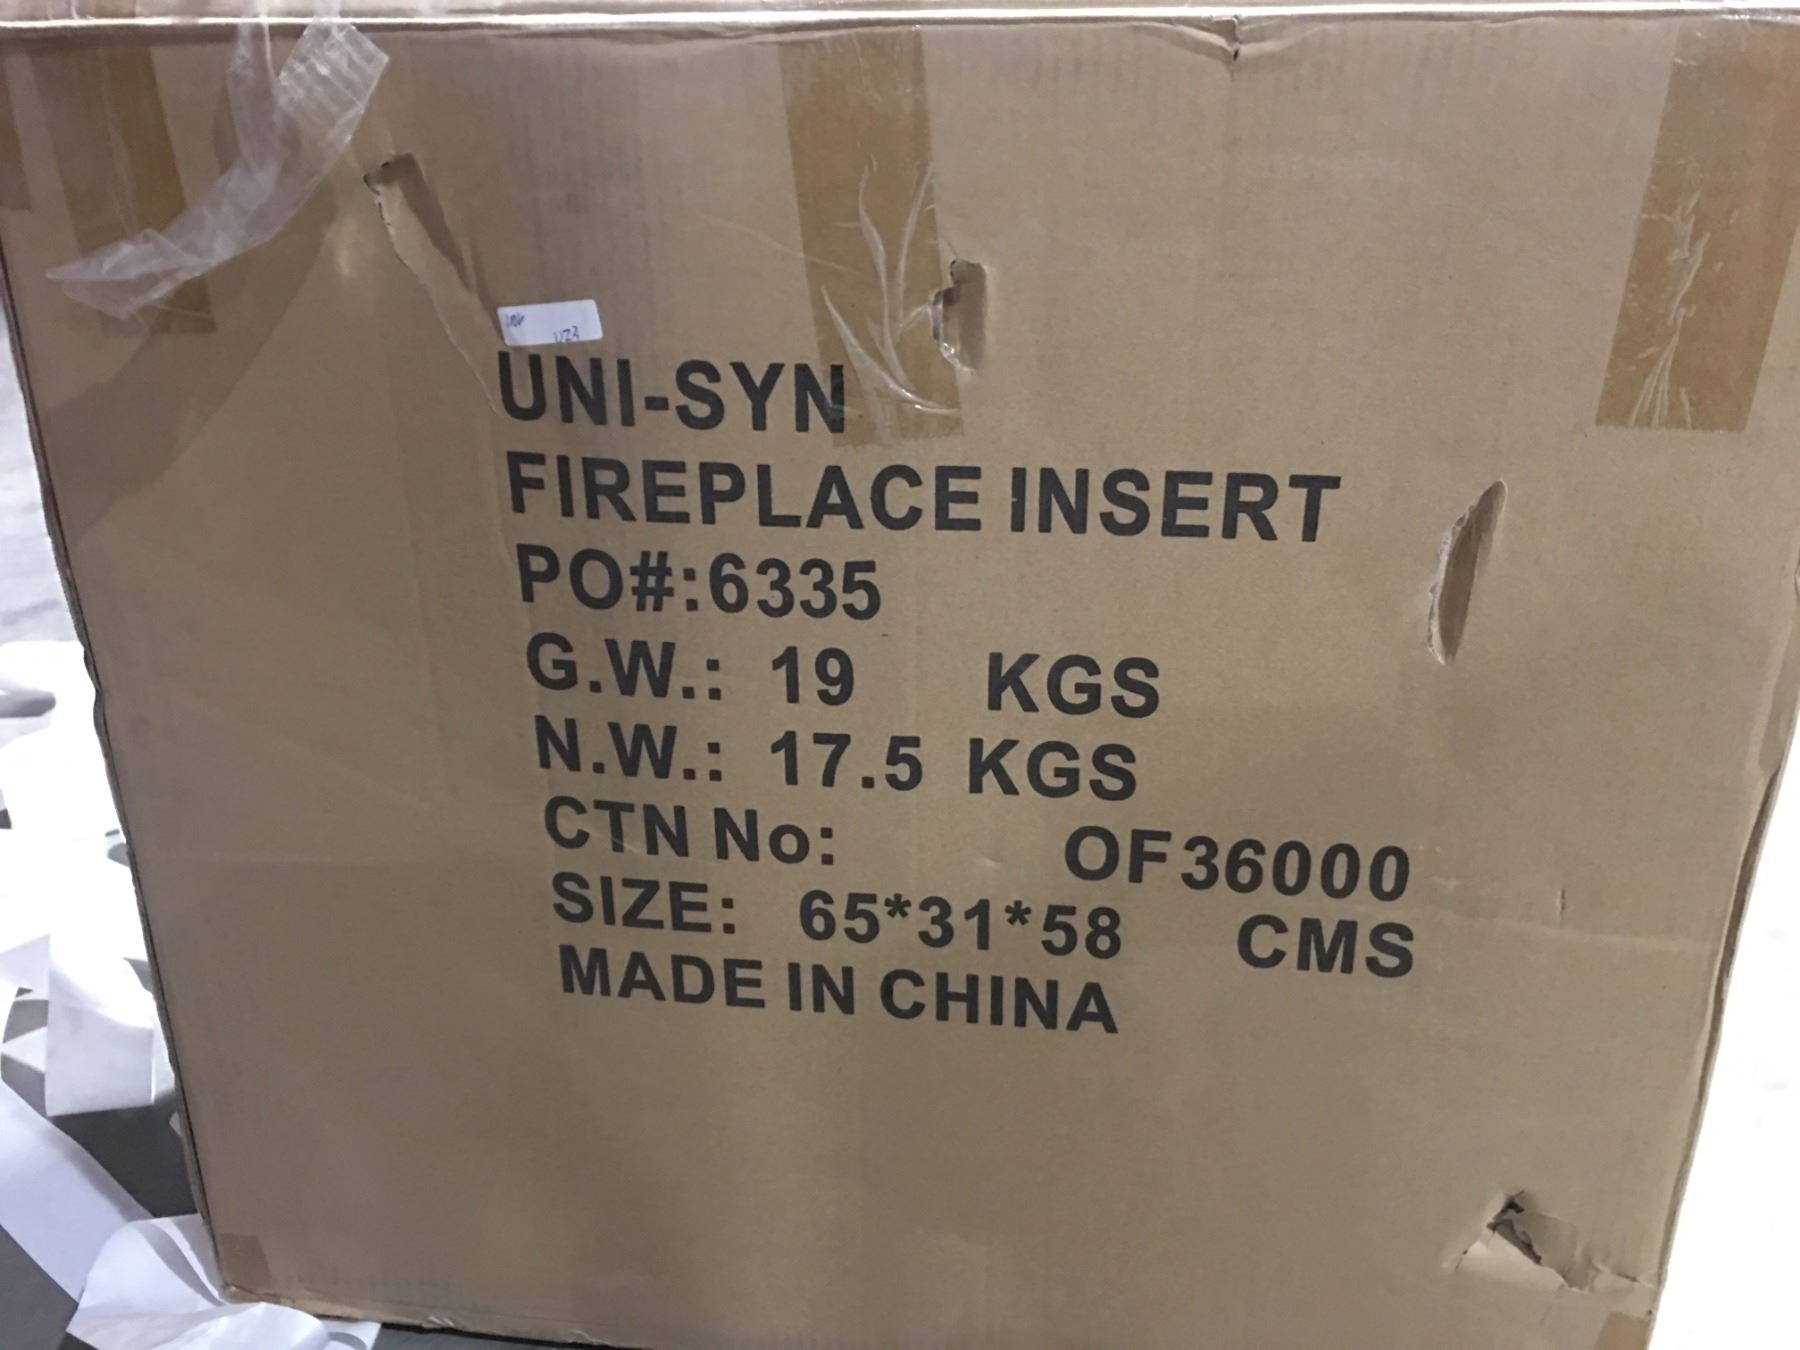 UNI-SYN
FIREPLACE INSERT
PO#:6335
G.W.: 19 KGS
N.W.: 17.5 KGS
CTN No: OF36000
SIZE: 65*31*58 CMS
MADE IN CHINA